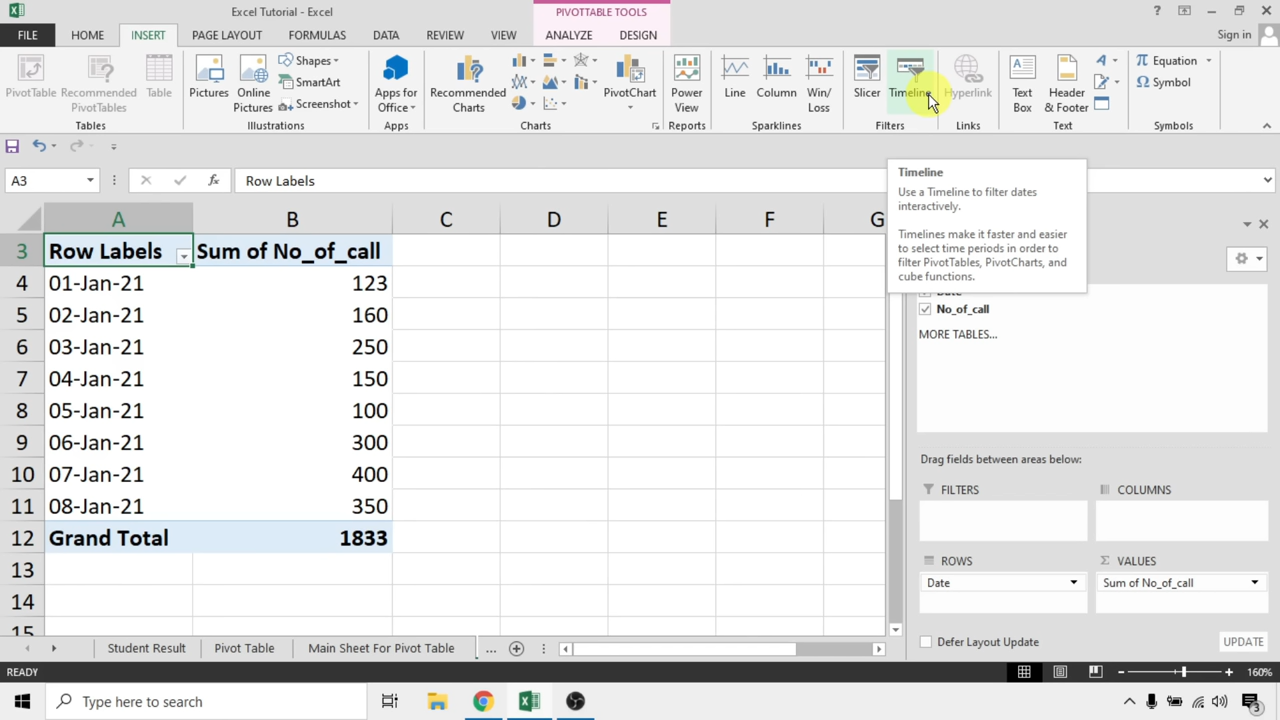 Excel Tutorial - Excel
PIVOTTABLE TOOLS
?
Sign in
FILE
HOME
INSERT
PAGE LAYOUT
FORMULAS
DATA
REVIEW
VIEW
ANALYZE
DESIGN
PivotTable
Recommended
PivotTables
Table
Pictures
Online
Pictures
Shapes
SmartArt
Screenshot
Apps for
Office
Recommended
Charts
PivotChart
Power
View
Line
Column
Win/
Loss
Slicer
Timeline
Hyperlink
Text
Box
Header
& Footer
Equation
Symbol
Tables
Illustrations
Apps
Charts
Reports
Sparklines
Filters
Links
Text
Symbols
A3
fx
Row Labels
Timeline
Use a Timeline to filter dates
interactively.
Timelines make it faster and easier
to select time periods in order to
filter PivotTables, PivotCharts, and
cube functions.
A B C D E F G
3 Row Labels Sum of No_of_call
4 01-Jan-21 123
5 02-Jan-21 160
6 03-Jan-21 250
7 04-Jan-21 150
8 05-Jan-21 100
9 06-Jan-21 300
10 07-Jan-21 400
11 08-Jan-21 350
12 Grand Total 1833
13
14
15
Date
No_of_call
MORE TABLES...
Drag fields between areas below:
FILTERS
COLUMNS
ROWS
Σ VALUES
Date
Sum of No_of_call
Defer Layout Update
UPDATE
Student Result
Pivot Table
Main Sheet For Pivot Table
...
READY
160%
Type here to search
3